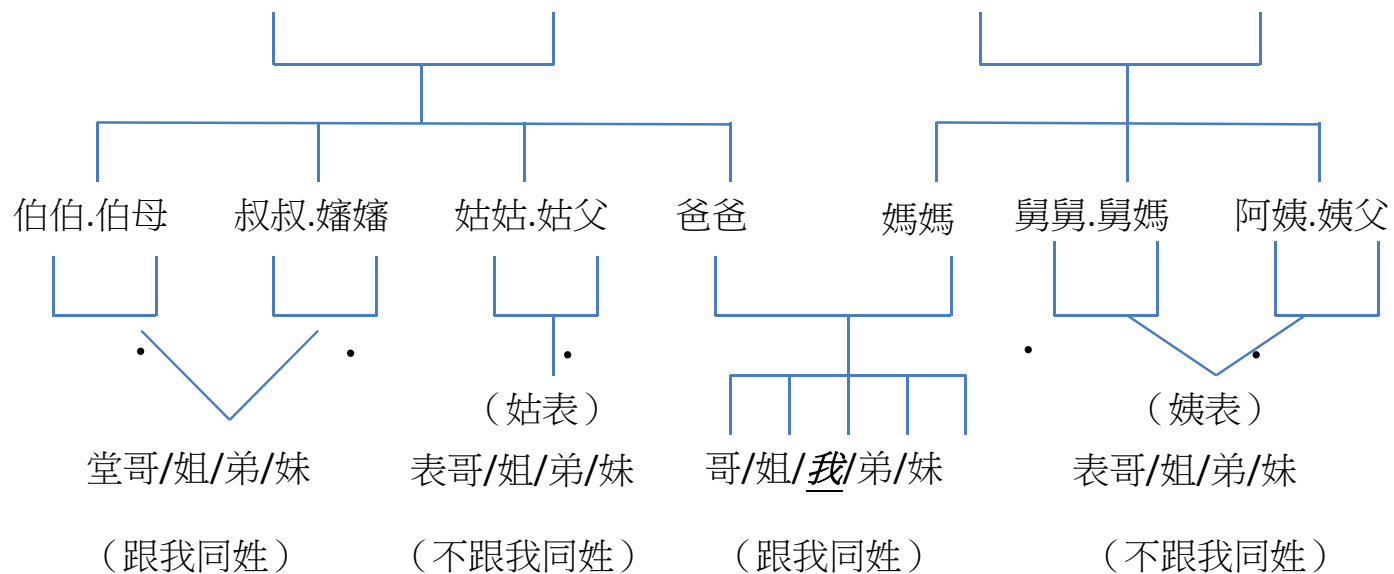 伯伯.伯母 叔叔.嬸嬸 姑姑.姑父 爸爸 媽媽 舅舅.舅媽 阿姨.姨父
（姑表） （姨表）
堂哥/姐/弟/妹 表哥/姐/弟/妹 哥/姐/我/弟/妹 表哥/姐/弟/妹
（跟我同姓） （不跟我同姓） （跟我同姓） （不跟我同姓）